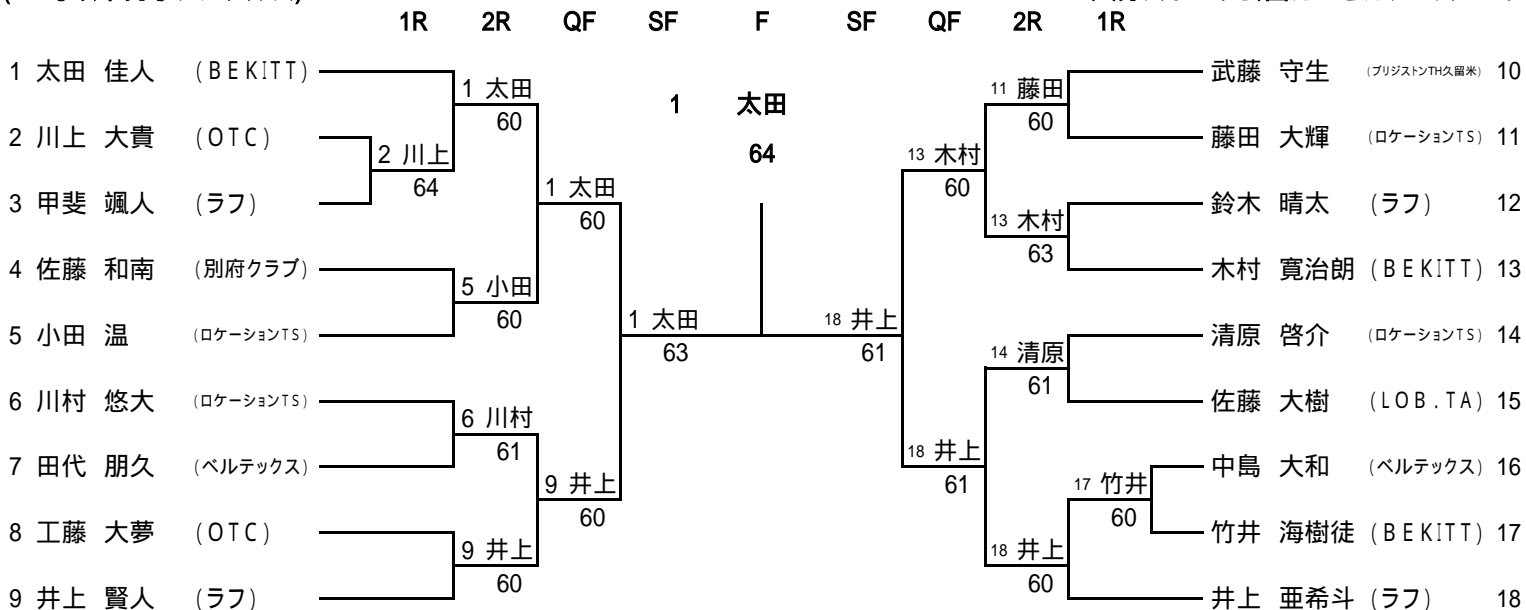 1R 2R QF SF F SF QF 2R 1R
1 太田 佳人 (BEKITT)
2 川上 大貴 (OTC)
3 甲斐 颯人 (ラフ)
4 佐藤 和南 (別府クラブ)
5 小田 温 (ロケーションTS)
6 川村 悠大 (ロケーションTS)
7 田代 朋久 (ベルテックス)
8 工藤 大夢 (OTC)
9 井上 賢人 (ラフ)
2 川上
64
1 太田
60
5 小田
60
6 川村
61
9 井上
60
1 太田
60
9 井上
60
1 太田
63
1 太田
64
18 井上
61
13 木村
60
18 井上
61
11 藤田
60
13 木村
63
14 清原
61
18 井上
60
17 竹井
60
武藤 守生 (ブリジストンTH久留米) 10
藤田 大輝 (ロケーションTS) 11
鈴木 晴太 (ラフ) 12
木村 寛治朗 (BEKITT) 13
清原 啓介 (ロケーションTS) 14
佐藤 大樹 (LOB.TA) 15
中島 大和 (ベルテックス) 16
竹井 海樹徒 (BEKITT) 17
井上 亜希斗 (ラフ) 18